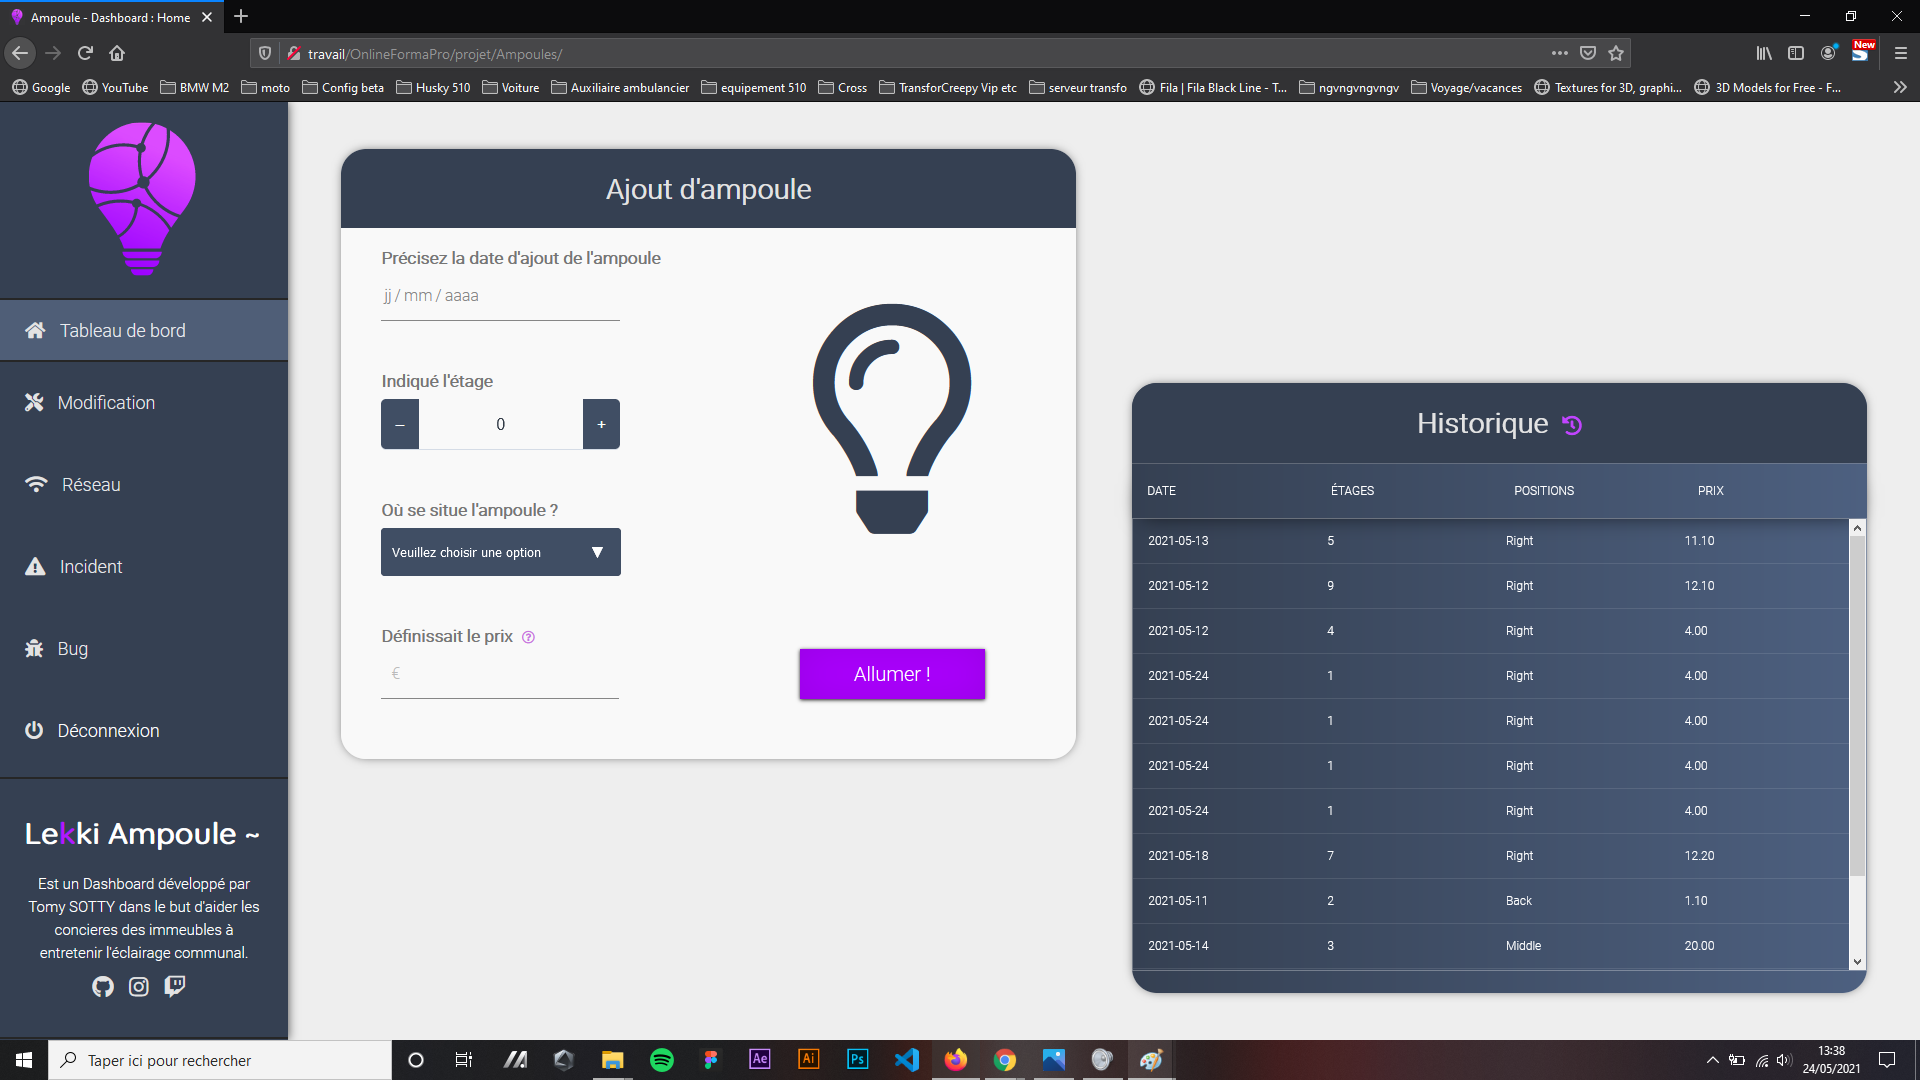 Ampoule - Dashboard : Home
travail/OnlineFormaPro/projet/Ampoules/
New
Google
YouTube
BMW M2
moto
Config beta
Husky 510
Voiture
Auxiliaire ambulancier
equipement 510
Cross
TransforCreepy Vip etc
serveur transfo
Fila | Fila Black Line - T...
ngvngvngvngv
Voyage/vacances
Textures for 3D, graphi...
3D Models for Free - F...
Tableau de bord
Modification
Réseau
Incident
Bug
Déconnexion
Lekki Ampoule ~
Est un Dashboard développé par
Tomy SOTTY dans le but d'aider les
concieres des immeubles à
entretenir l'éclairage communal.
Ajout d'ampoule
Précisez la date d'ajout de l'ampoule
jj / mm / aaaa
Indiqué l'étage
– 0 +
Où se situe l'ampoule ?
Veuillez choisir une option ▼
Définissait le prix
€
Allumer !
Historique
DATE ÉTAGES POSITIONS PRIX
2021-05-13 5 Right 11.10
2021-05-12 9 Right 12.10
2021-05-12 4 Right 4.00
2021-05-24 1 Right 4.00
2021-05-24 1 Right 4.00
2021-05-24 1 Right 4.00
2021-05-24 1 Right 4.00
2021-05-18 7 Right 12.20
2021-05-11 2 Back 1.10
2021-05-14 3 Middle 20.00
Taper ici pour rechercher
Ae
Ai
Ps
13:38
24/05/2021